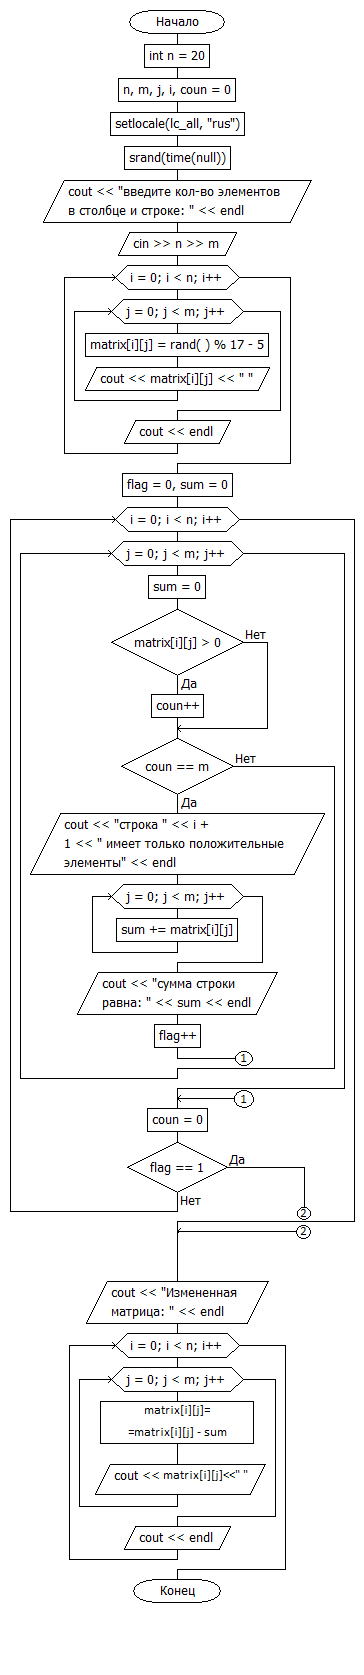 Начало
int n = 20
n, m, j, i, coun = 0
setlocale(lc_all, "rus")
srand(time(null))
cout << "введите кол-во элементов
в столбце и строке: " << endl
cin >> n >> m
i = 0; i < n; i++
j = 0; j < m; j++
matrix[i][j] = rand( ) % 17 - 5
cout << matrix[i][j] << " "
cout << endl
flag = 0, sum = 0
i = 0; i < n; i++
j = 0; j < m; j++
sum = 0
matrix[i][j] > 0
Нет
Да
coun++
coun == m
Нет
Да
cout << "строка " << i +
1 << " имеет только положительные
элементы" << endl
j = 0; j < m; j++
sum += matrix[i][j]
cout << "сумма строки
равна: " << sum << endl
flag++
1
1
coun = 0
flag == 1
Да
Нет
2
2
cout << "Измененная
матрица: " << endl
i = 0; i < n; i++
j = 0; j < m; j++
matrix[i][j]=
=matrix[i][j] - sum
cout << matrix[i][j]<<" "
cout << endl
Конец